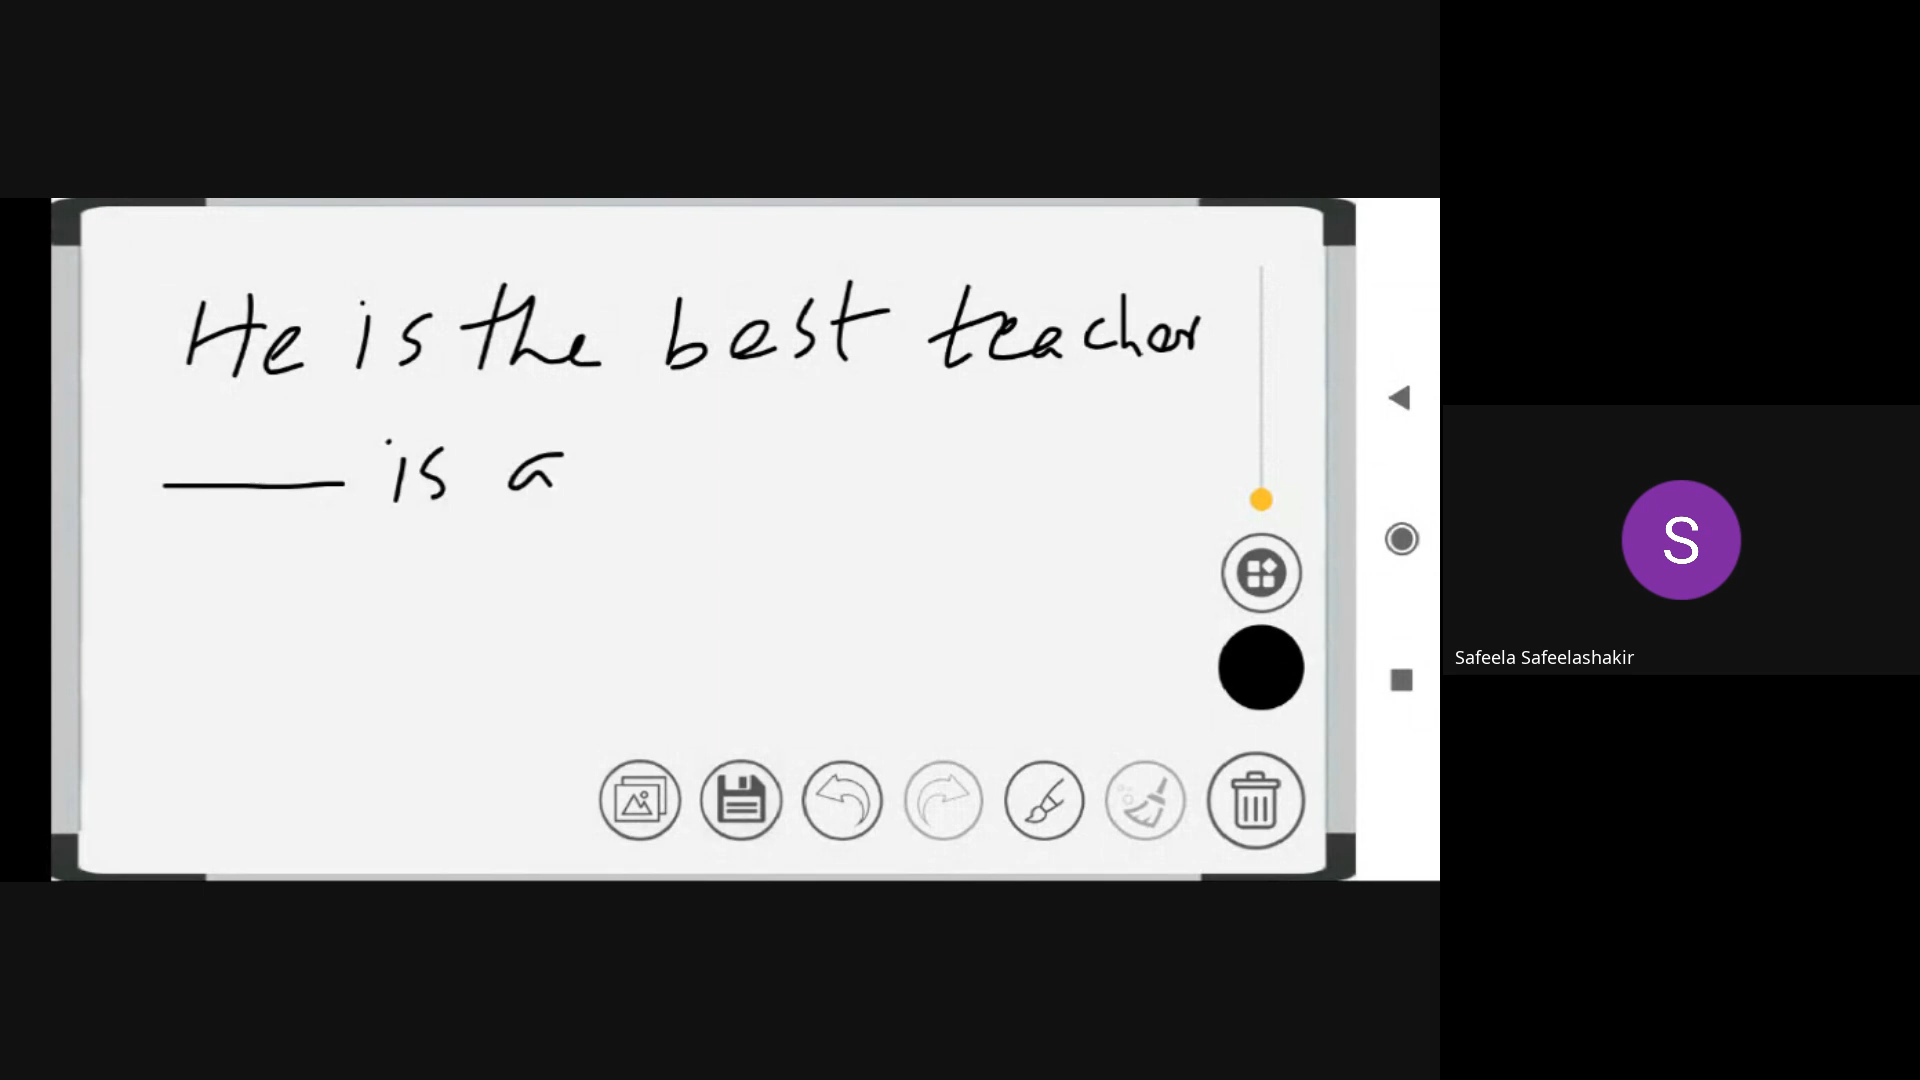 He is the best teacher
____ is a
S
Safeela Safeelashakir